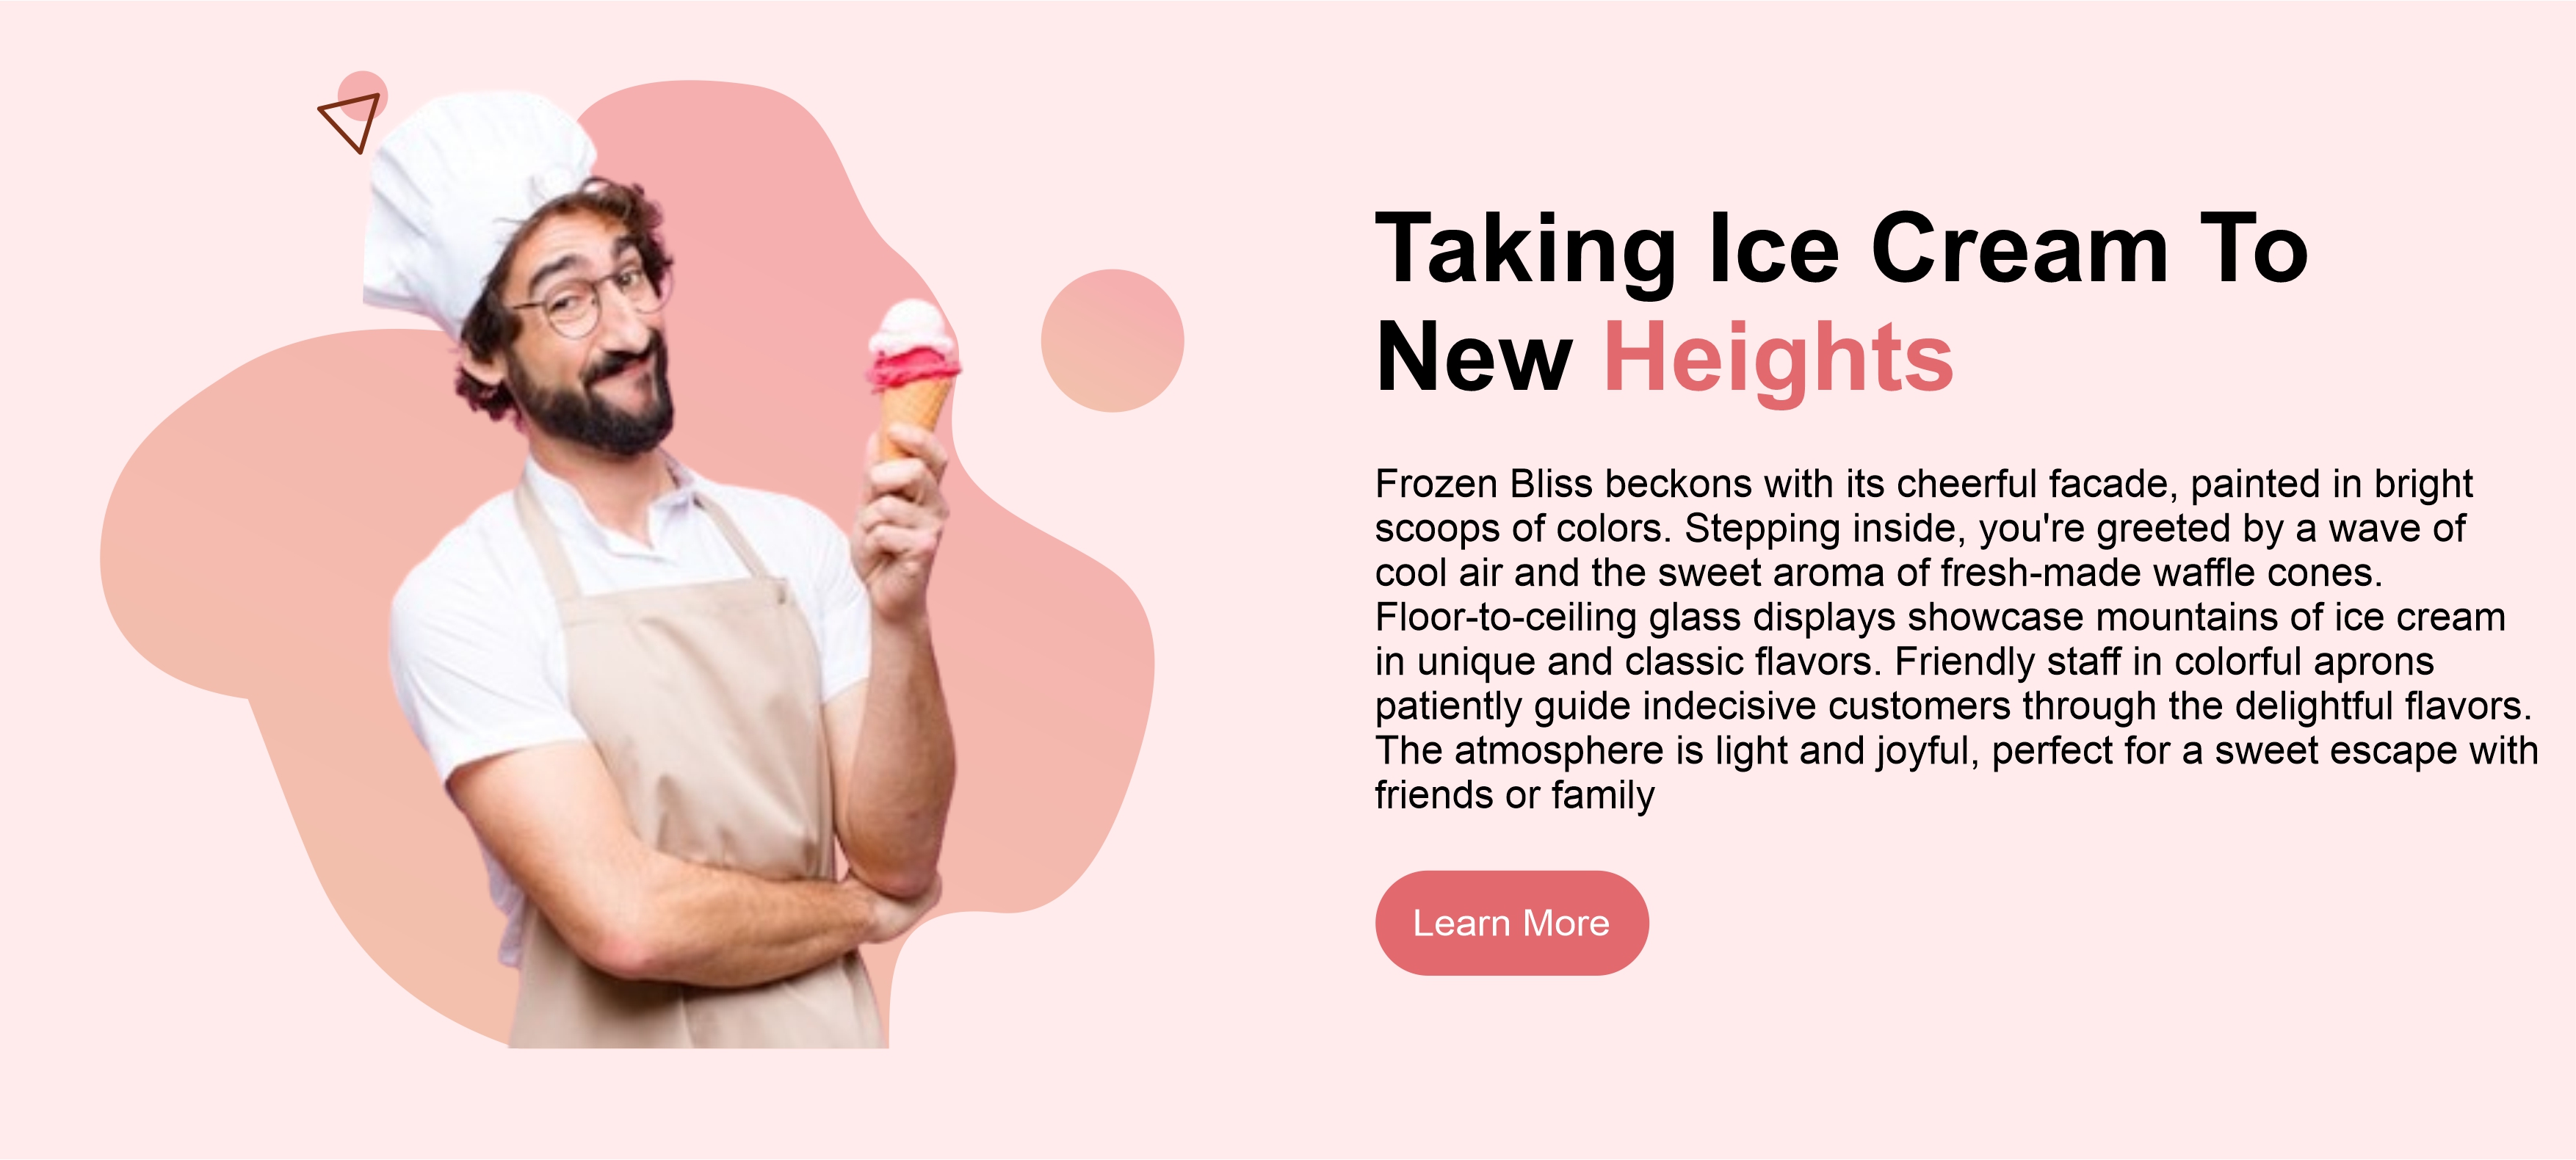 Taking Ice Cream To
New Heights
Frozen Bliss beckons with its cheerful facade, painted in bright
scoops of colors. Stepping inside, you're greeted by a wave of
cool air and the sweet aroma of fresh-made waffle cones.
Floor-to-ceiling glass displays showcase mountains of ice cream
in unique and classic flavors. Friendly staff in colorful aprons
patiently guide indecisive customers through the delightful flavors.
The atmosphere is light and joyful, perfect for a sweet escape with
friends or family
Learn More